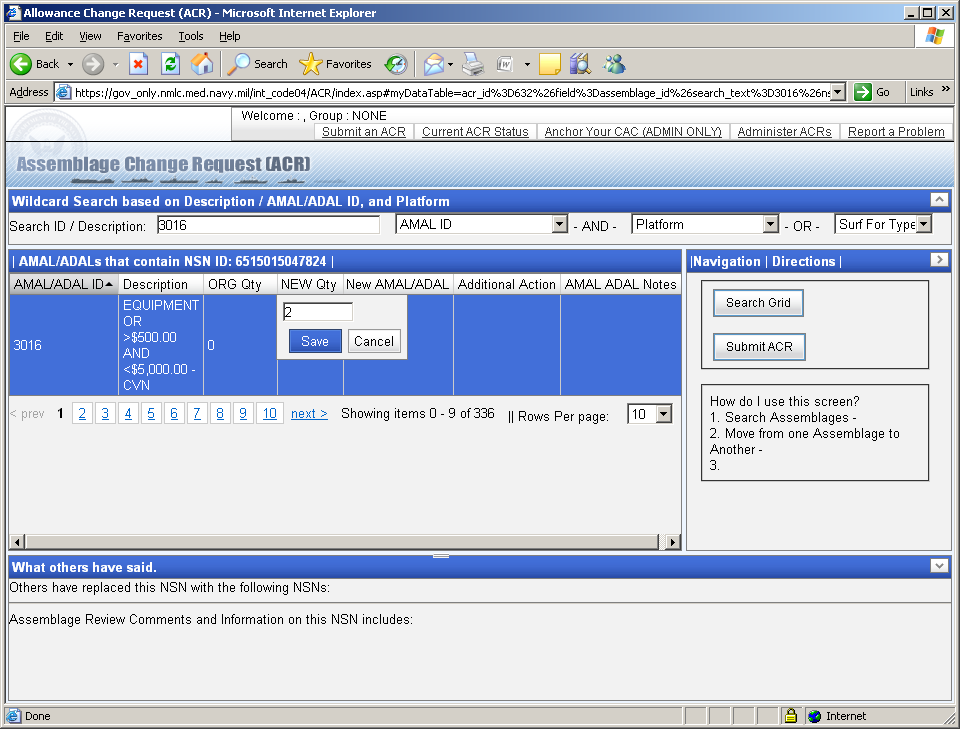 Allowance Change Request (ACR) - Microsoft Internet Explorer
File Edit View Favorites Tools Help
Back Search Favorites
Address https://gov_only.nmlc.med.navy.mil/int_code04/ACR/index.asp#myDataTable=acr_id%3D632%26field%3Dassemblage_id%26search_text%3D3016%26ns Go Links »
Welcome : , Group : NONE
Submit an ACR Current ACR Status Anchor Your CAC (ADMIN ONLY) Administer ACRs Report a Problem
Assemblage Change Request (ACR)
Wildcard Search based on Description / AMAL/ADAL ID, and Platform
Search ID / Description: 3016 AMAL ID - AND - Platform - OR - Surf For Type
| AMAL/ADALs that contain NSN ID: 6515015047824 |
AMAL/ADAL ID Description ORG Qty NEW Qty New AMAL/ADAL Additional Action AMAL ADAL Notes
3016
EQUIPMENT
OR
>$500.00
AND
<$5,000.00 -
CVN
0
2
Save Cancel
< prev 1 2 3 4 5 6 7 8 9 10 next > Showing items 0 - 9 of 336 || Rows Per page: 10
|Navigation | Directions |
Search Grid
Submit ACR
How do I use this screen?
1. Search Assemblages -
2. Move from one Assemblage to
Another -
3.
What others have said.
Others have replaced this NSN with the following NSNs:
Assemblage Review Comments and Information on this NSN includes:
Done Internet